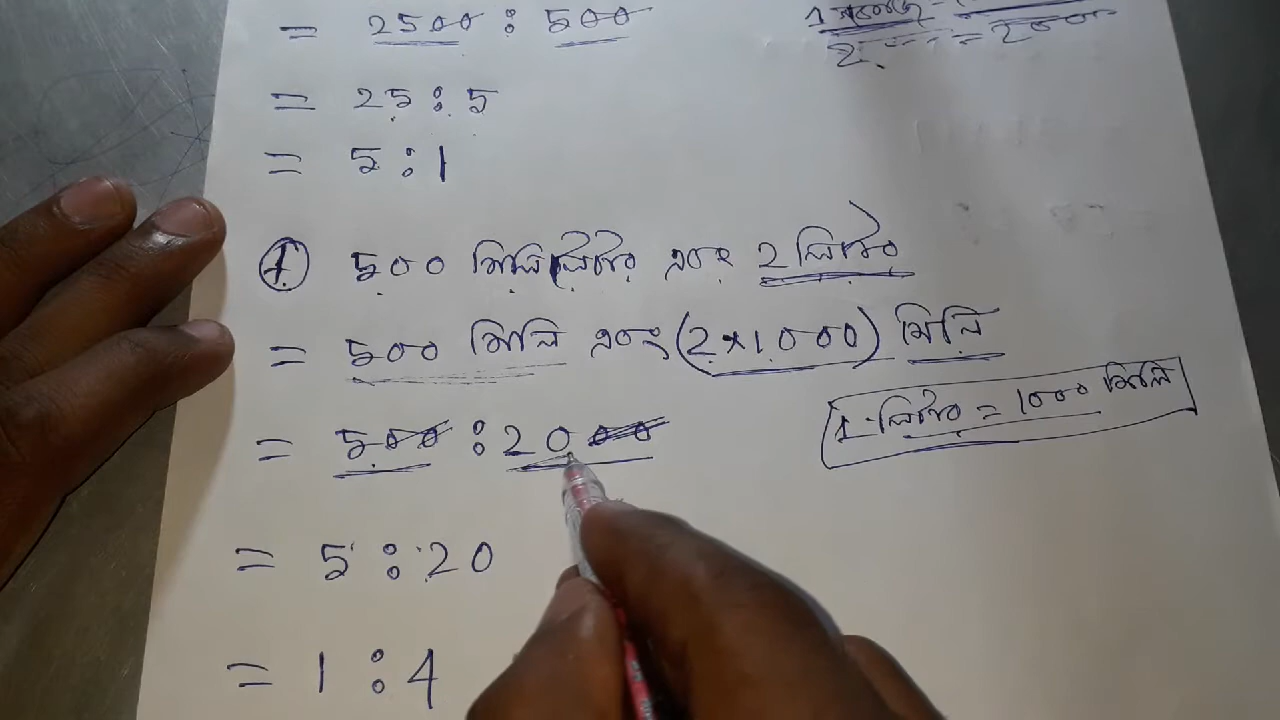 = 2500 : 500
= 25 : 5
= 5 : 1
④ 500 মিলিলিটার এবং 2 লিটার
= 500 মিলি এবং (2×1000) মিলি
1 লিটার = 1000 মিলি
= 500 : 2000
= 5 : 20
= 1 : 4